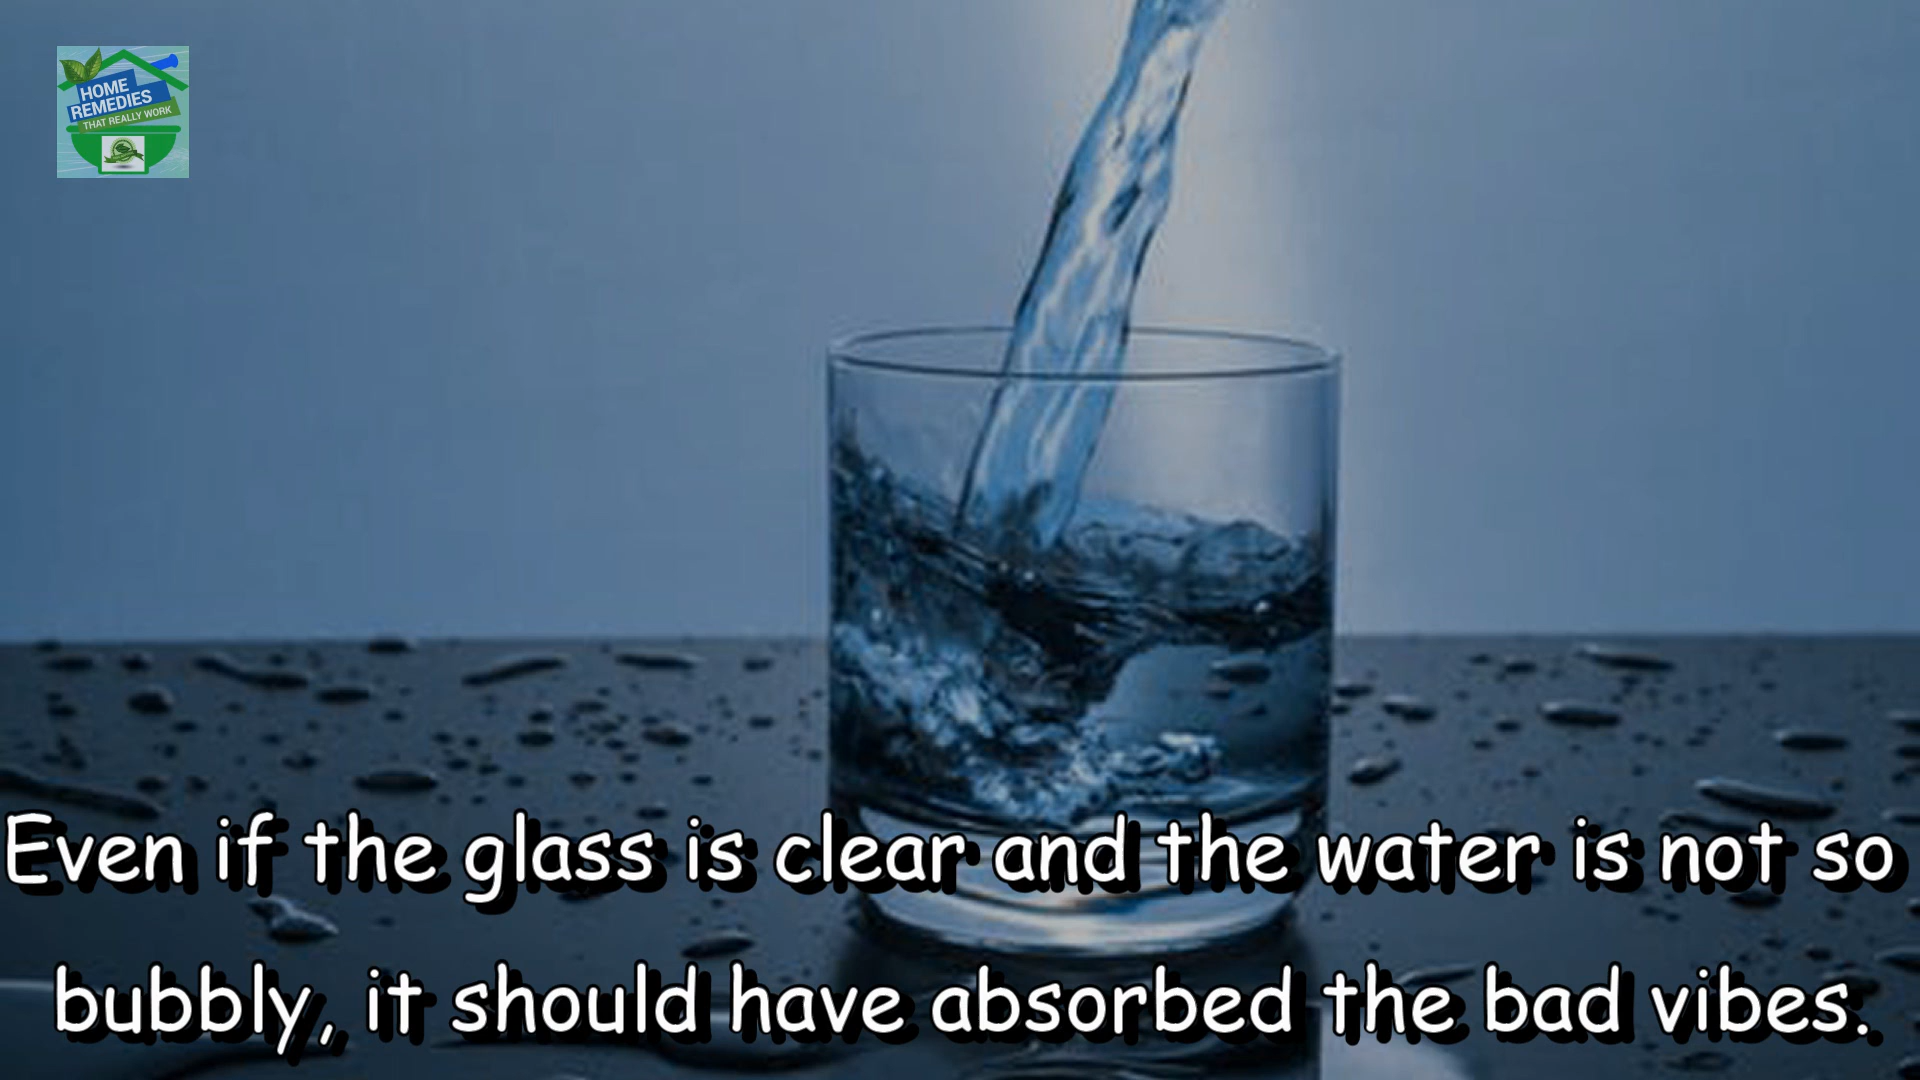 HOME
REMEDIES
THAT REALLY WORK
Even if the glass is clear and the water is not so
bubbly, it should have absorbed the bad vibes.